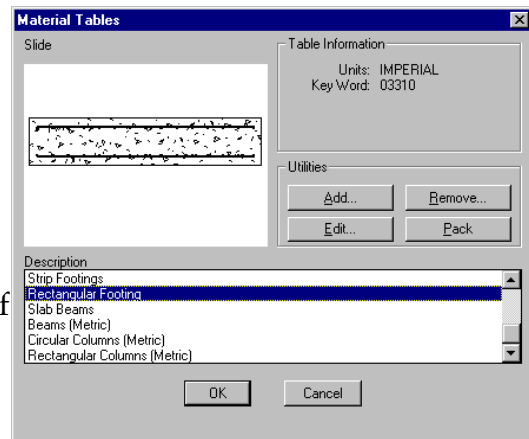 Material Tables
Slide
Table Information
Units: IMPERIAL
Key Word: 03310
Utilities
Add...
Remove...
Edit...
Pack
Description
Strip Footings
Rectangular Footing
f
Slab Beams
Beams (Metric)
Circular Columns (Metric)
Rectangular Columns (Metric)
OK
Cancel